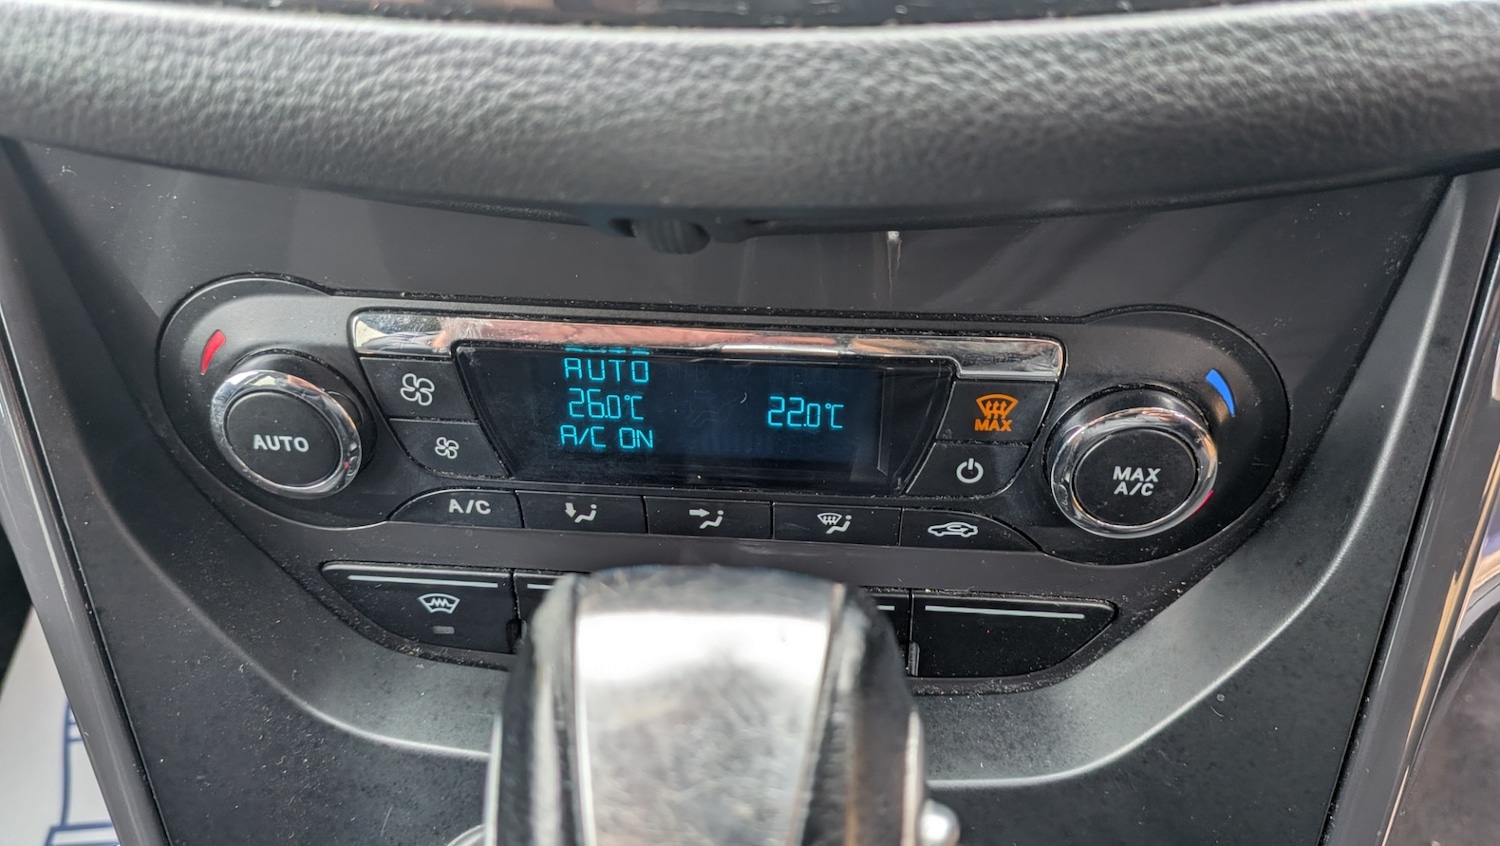 AUTO
26.0°C
A/C ON
22.0°C
MAX
AUTO
MAX
A/C
A/C